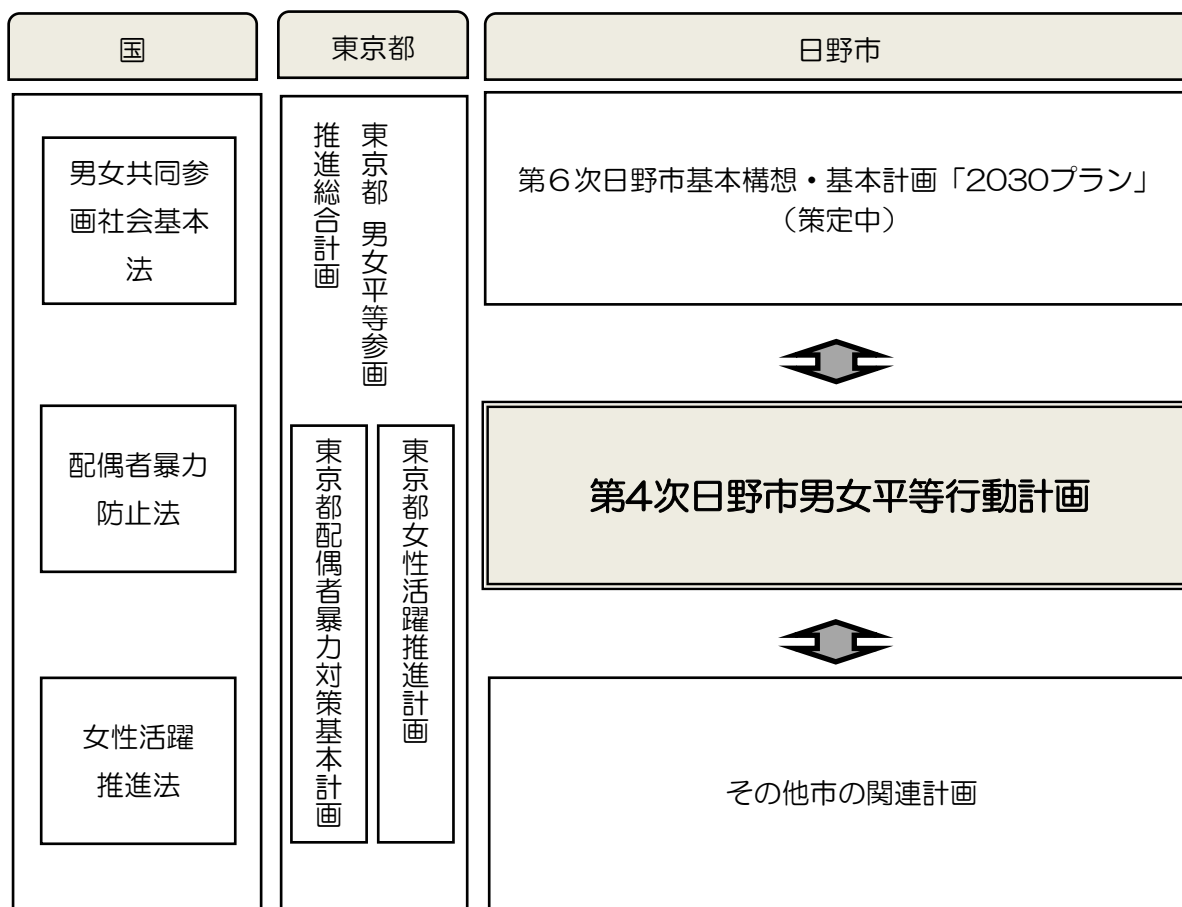 国
東京都
日野市
男女共同参
画社会基本
法
配偶者暴力
防止法
女性活躍
推進法
東京都 男女平等参画
推進総合計画
東京都女性活躍推進計画
東京都配偶者暴力対策基本計画
第６次日野市基本構想・基本計画「2030プラン」
（策定中）
第4次日野市男女平等行動計画
その他市の関連計画